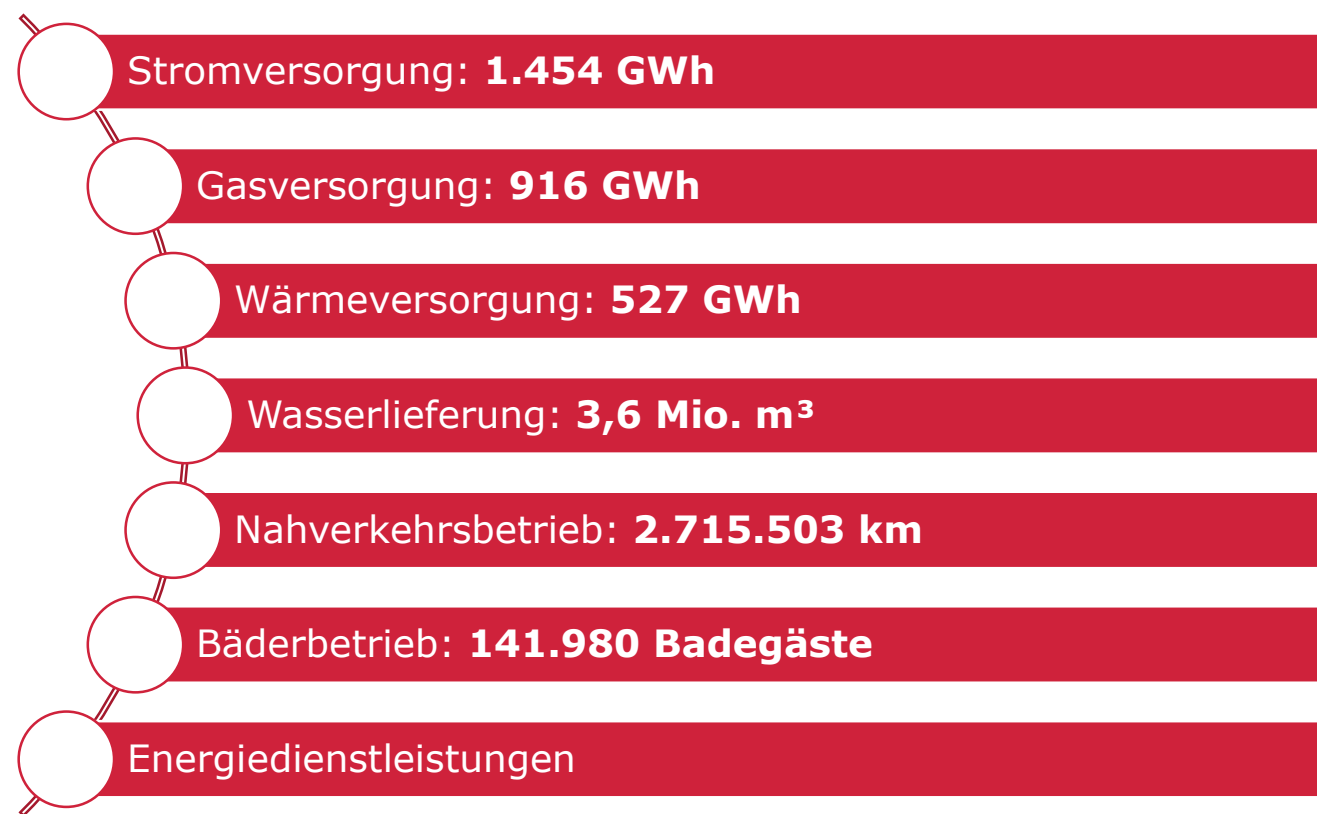 Stromversorgung: 1.454 GWh
Gasversorgung: 916 GWh
Wärmeversorgung: 527 GWh
Wasserlieferung: 3,6 Mio. m³
Nahverkehrsbetrieb: 2.715.503 km
Bäderbetrieb: 141.980 Badegäste
Energiedienstleistungen